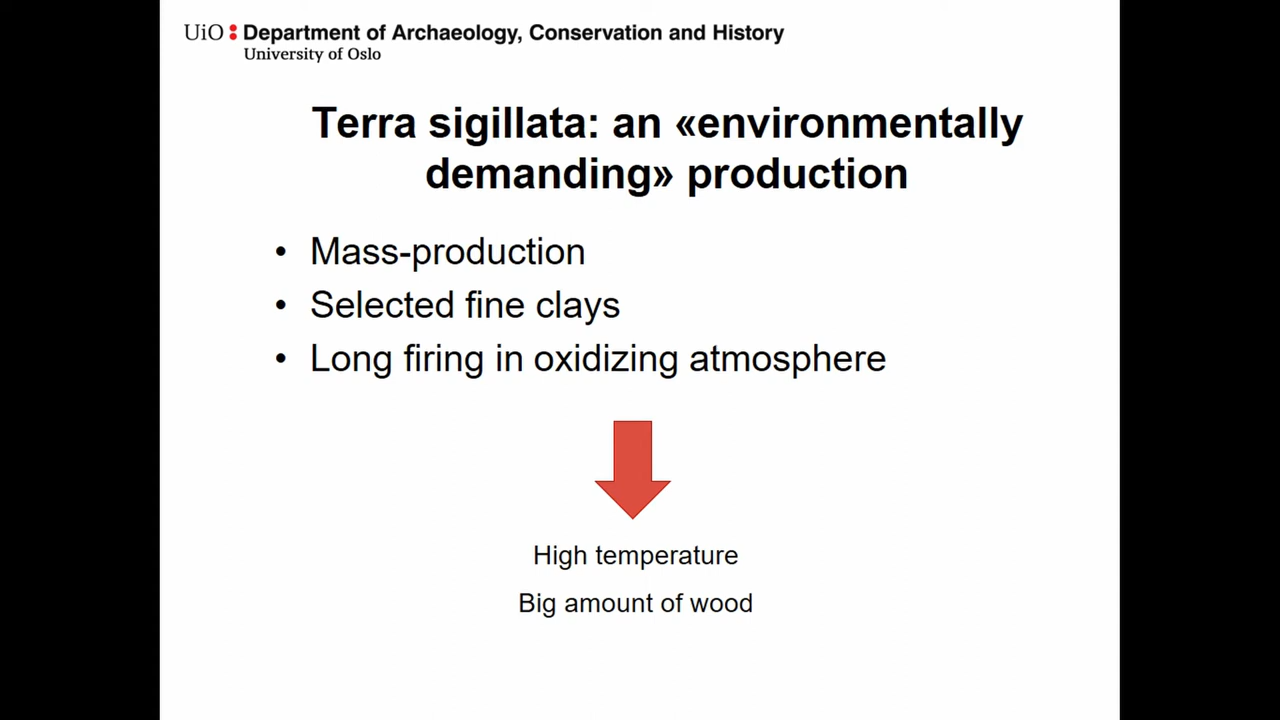 UiO: Department of Archaeology, Conservation and History
University of Oslo
Terra sigillata: an «environmentally
demanding» production
• Mass-production
• Selected fine clays
• Long firing in oxidizing atmosphere
High temperature
Big amount of wood